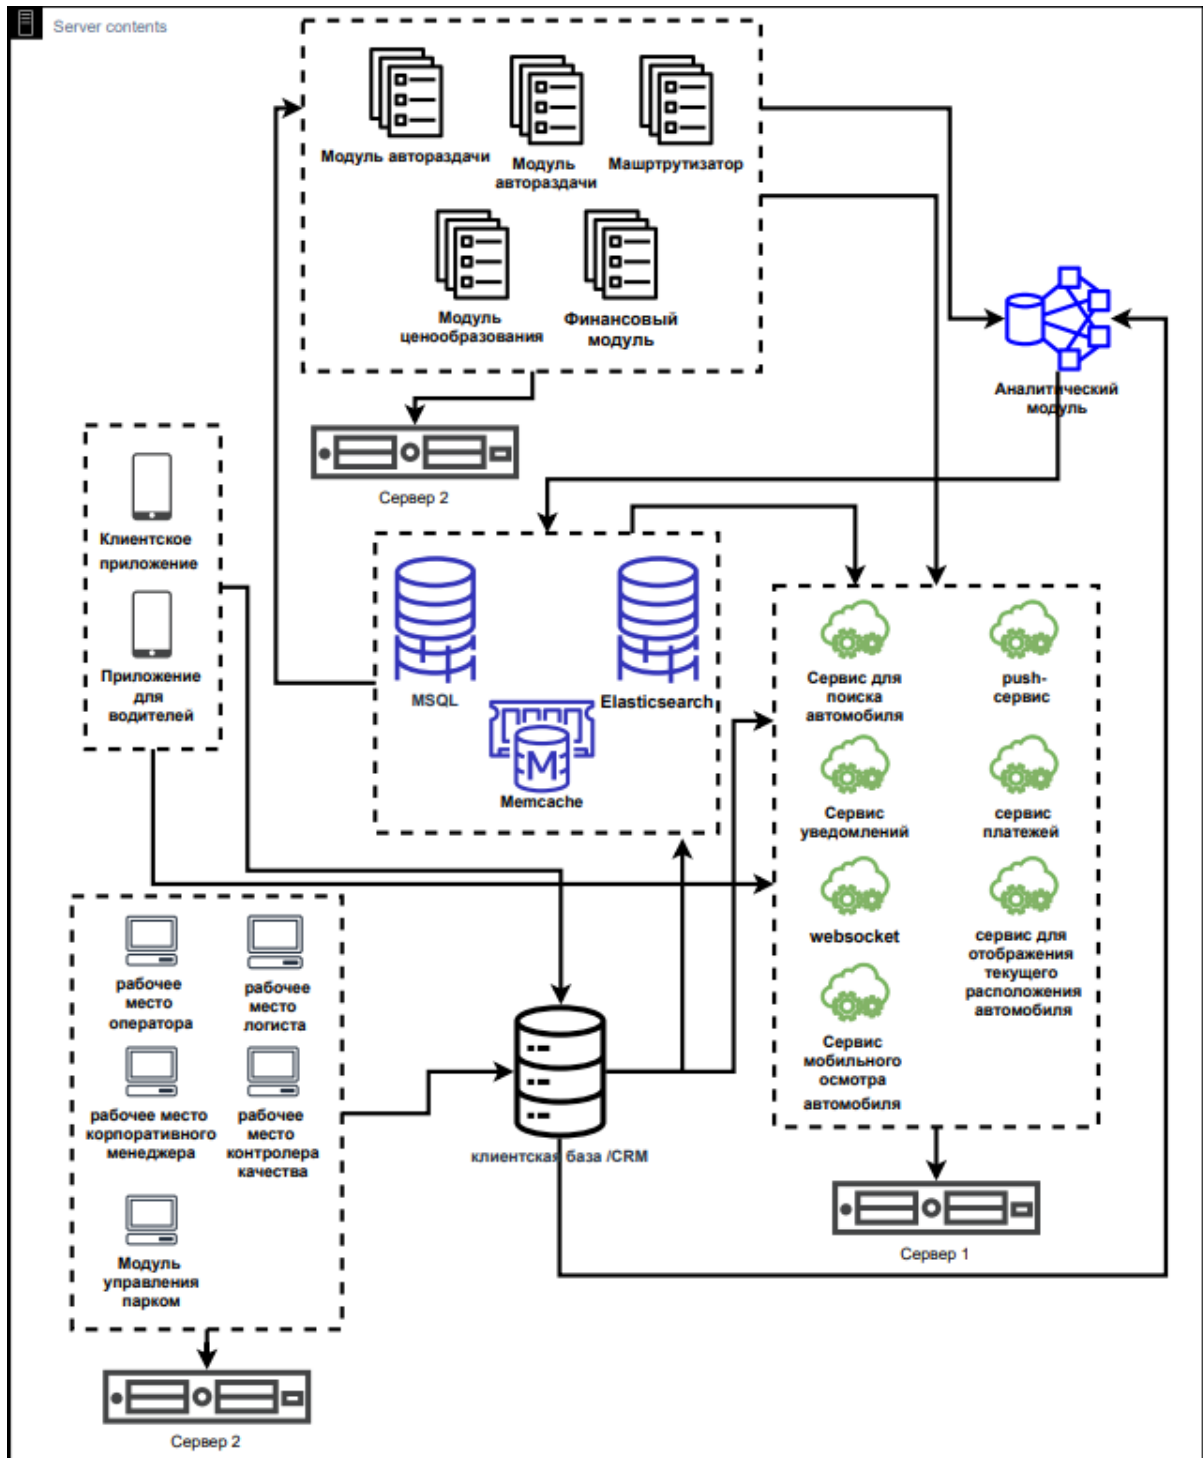 Server contents
Модуль автораздачи
Модуль
автораздачи
Машртрутизатор
Модуль
ценообразования
Финансовый
модуль
Аналитический
модуль
Сервер 2
Клиентское
приложение
Приложение
для
водителей
MSQL
Elasticsearch
Memcache
Сервис для
поиска
автомобиля
push-
сервис
Сервис
уведомлений
сервис
платежей
websocket
сервис для
отображения
текущего
расположения
автомобиля
Сервис
мобильного
осмотра
автомобиля
рабочее
место
оператора
рабочее
место
логиста
рабочее место
корпоративного
менеджера
рабочее
место
контролера
качества
Модуль
управления
парком
клиентская база /CRM
Сервер 1
Сервер 2